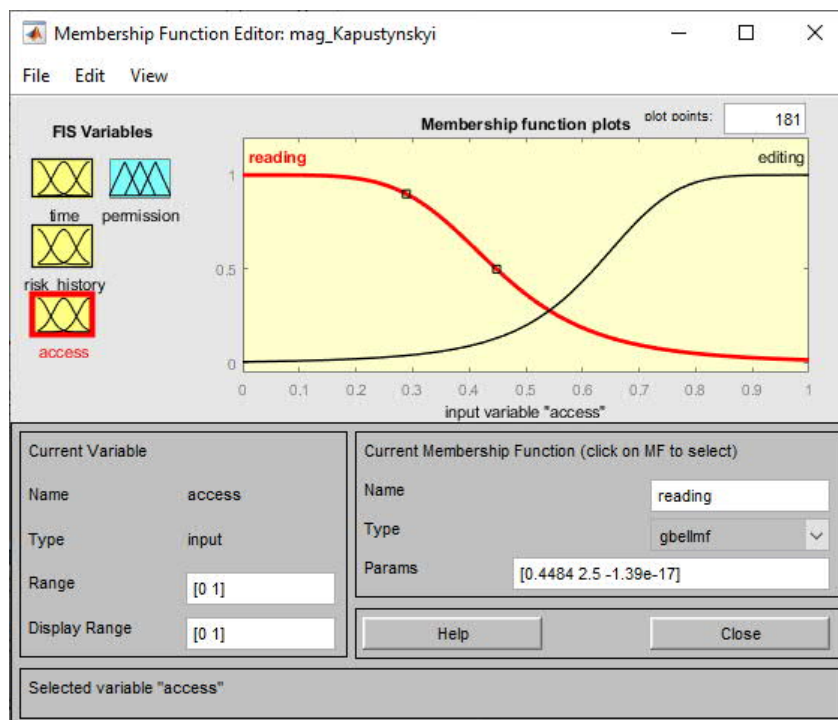 Membership Function Editor: mag_Kapustynskyi
File Edit View
FIS Variables
time permission
risk_history
access
Membership function plots plot points: 181
reading editing
1
0.5
0
0 0.1 0.2 0.3 0.4 0.5 0.6 0.7 0.8 0.9 1
input variable "access"
Current Variable
Name access
Type input
Range [0 1]
Display Range [0 1]
Current Membership Function (click on MF to select)
Name reading
Type gbellmf
Params [0.4484 2.5 -1.39e-17]
Help Close
Selected variable "access"